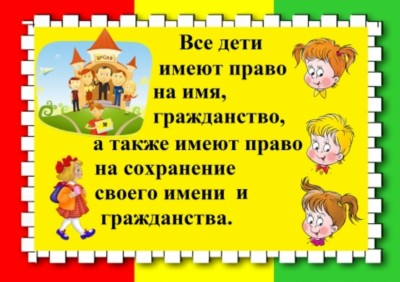 Все дети
имеют право
на имя,
гражданство,
а также имеют право
на сохранение
своего имени и
гражданства.